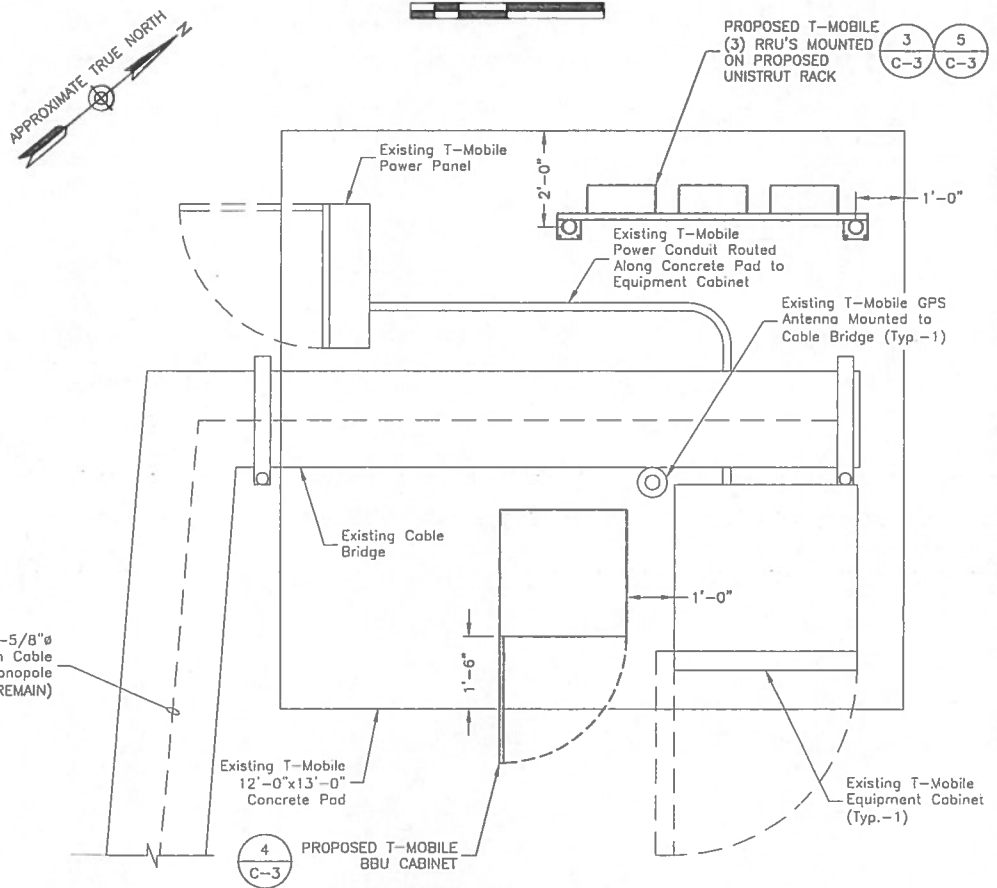 APPROXIMATE TRUE NORTH
N
PROPOSED T-MOBILE
(3) RRU'S MOUNTED
ON PROPOSED
UNISTRUT RACK
3
C-3
5
C-3
Existing T-Mobile
Power Panel
2'-0"
1'-0"
Existing T-Mobile
Power Conduit Routed
Along Concrete Pad to
Equipment Cabinet
Existing T-Mobile GPS
Antenna Mounted to
Cable Bridge (Typ.-1)
Existing Cable
Bridge
1'-0"
1'-6"
-5/8"ø
Cable
REMAIN)
Existing T-Mobile
12'-0"x13'-0"
Concrete Pad
Existing T-Mobile
Equipment Cabinet
(Typ.-1)
4
C-3
PROPOSED T-MOBILE
BBU CABINET